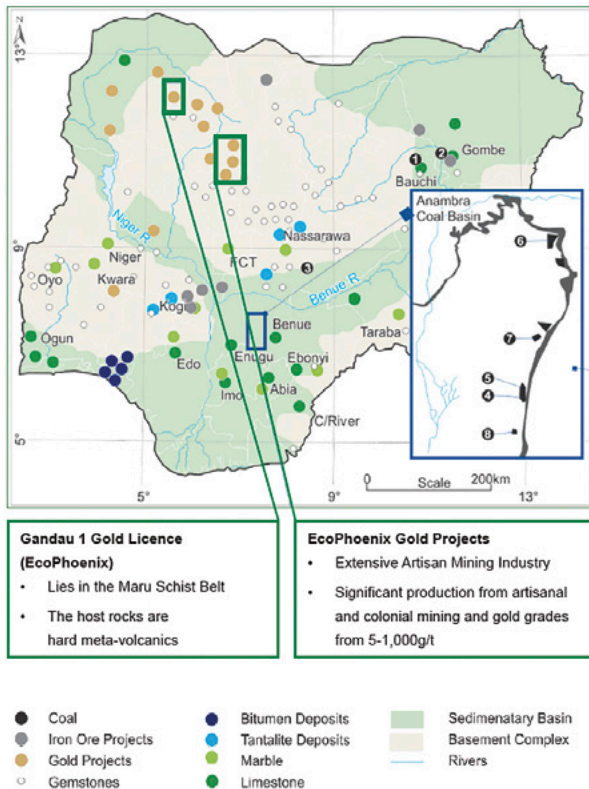 N
13°
Gombe
Bauchi
Anambra
Coal Basin
1
2
3
9°
Niger R
Nassarawa
FCT
Niger
Oyo
Kwara
Kogi
Benue R
Ogun
Benue
Taraba
Edo
Enugu
Ebonyi
Imo
Abia
C/River
5°
6
7
5
4
8
0 Scale 200km
5° 9° 13°
Gandau 1 Gold Licence
(EcoPhoenix)
• Lies in the Maru Schist Belt
• The host rocks are
hard meta-volcanics
EcoPhoenix Gold Projects
• Extensive Artisan Mining Industry
• Significant production from artisanal
and colonial mining and gold grades
from 5-1,000g/t
Coal
Iron Ore Projects
Gold Projects
Gemstones
Bitumen Deposits
Tantalite Deposits
Marble
Limestone
Sedimenatary Basin
Basement Complex
Rivers